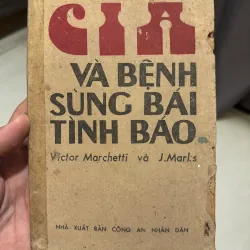 CIA
VÀ BỆNH
SÙNG BÁI
TÌNH BÁO
Victor Marchetti và J.Marks
NHÀ XUẤT BẢN CÔNG AN NHÂN DÂN